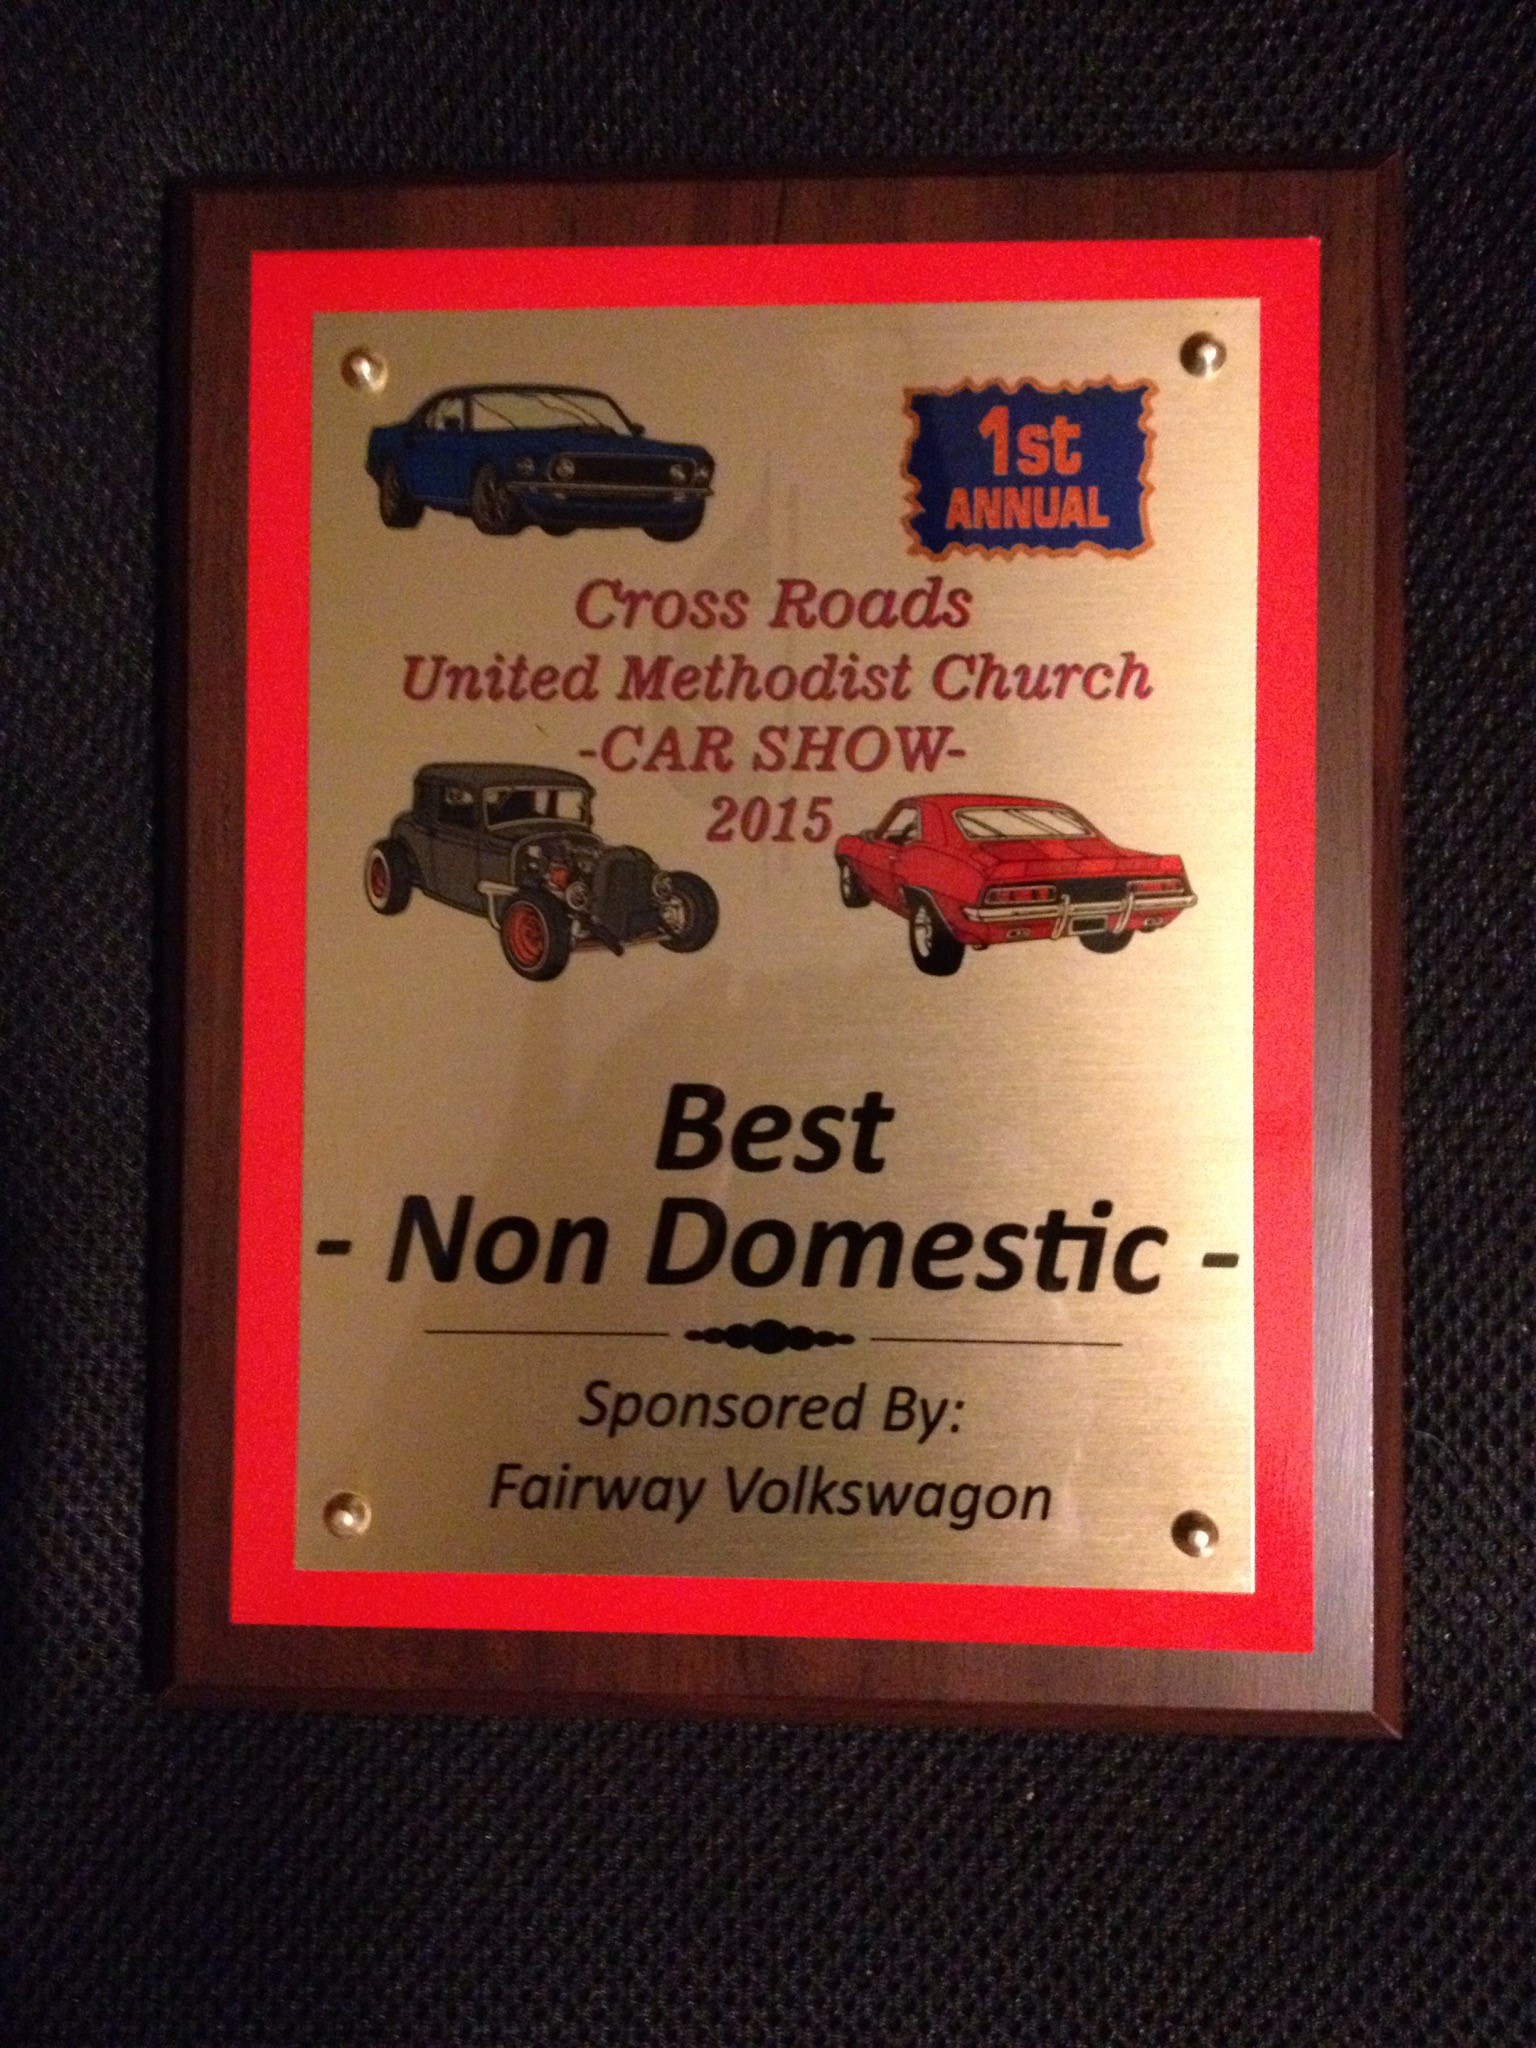 1st
ANNUAL
Cross Roads
United Methodist Church
-CAR SHOW-
2015
Best
- Non Domestic -
Sponsored By:
Fairway Volkswagon